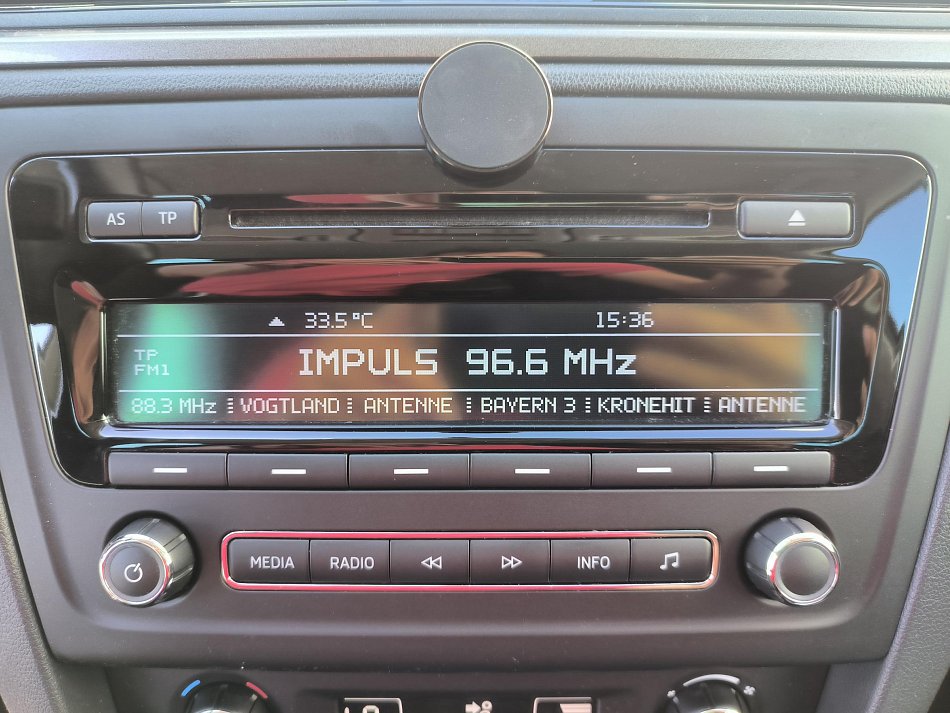 AS TP
33.5°C 15:36
TP
FM1
IMPULS 96.6 MHz
88.3 MHz VOGTLAND ANTENNE BAYERN 3 KRONEHIT ANTENNE
MEDIA RADIO INFO